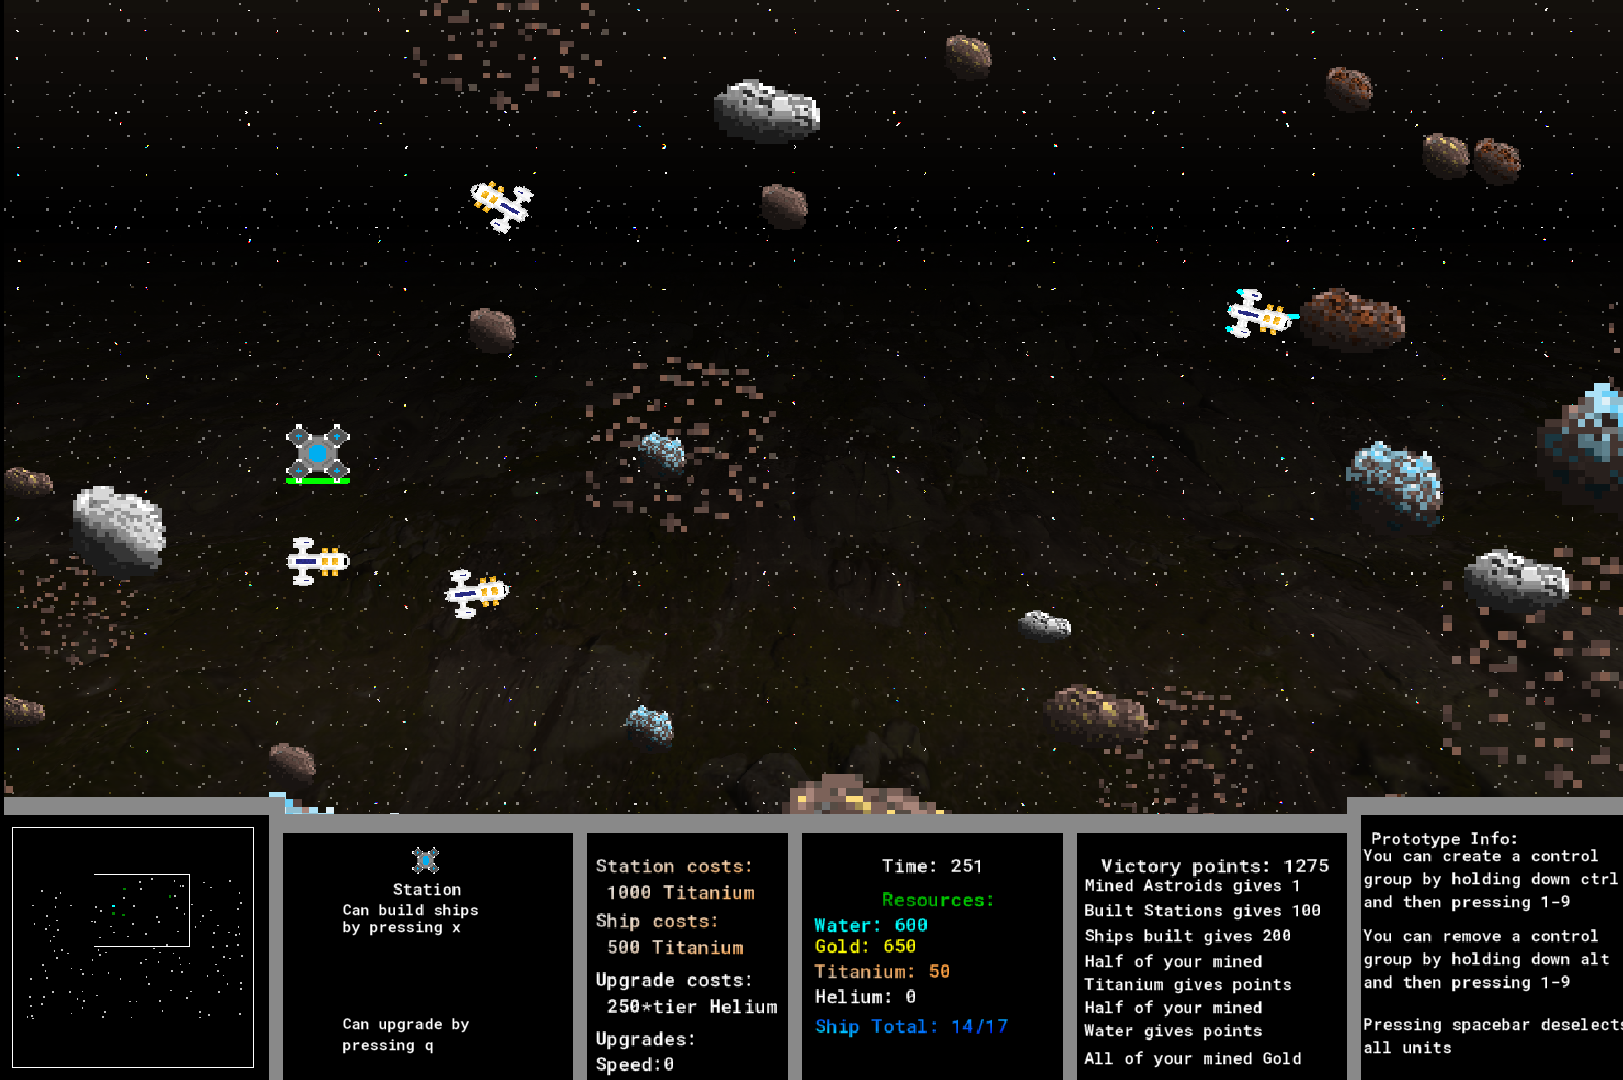 Station
Can build ships
by pressing x
Can upgrade by
pressing q
Station costs:
1000 Titanium
Ship costs:
500 Titanium
Upgrade costs:
250*tier Helium
Upgrades:
Speed:0
Time: 251
Resources:
Water: 600
Gold: 650
Titanium: 50
Helium: 0
Ship Total: 14/17
Victory points: 1275
Mined Astroids gives 1
Built Stations gives 100
Ships built gives 200
Half of your mined
Titanium gives points
Half of your mined
Water gives points
All of your mined Gold
Prototype Info:
You can create a control
group by holding down ctrl
and then pressing 1-9
You can remove a control
group by holding down alt
and then pressing 1-9
Pressing spacebar deselects
all units